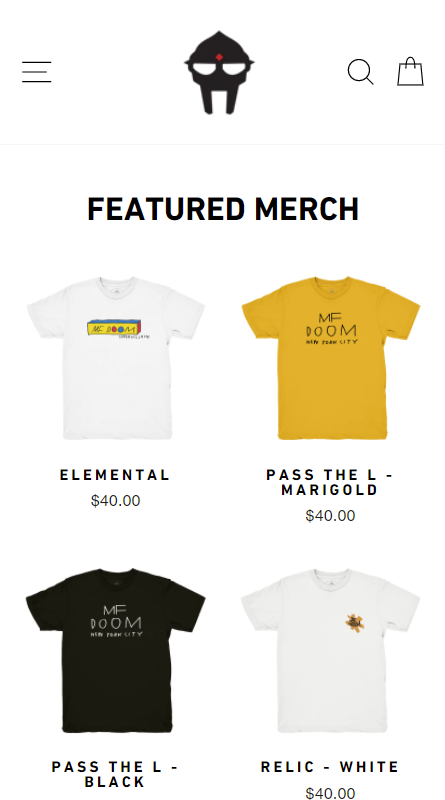 FEATURED MERCH
MF DOOM
MF
DOOM
NEW YORK CITY
ELEMENTAL
$40.00
PASS THE L -
MARIGOLD
$40.00
MF
DOOM
NEW YORK CITY
PASS THE L -
BLACK
RELIC - WHITE
$40.00